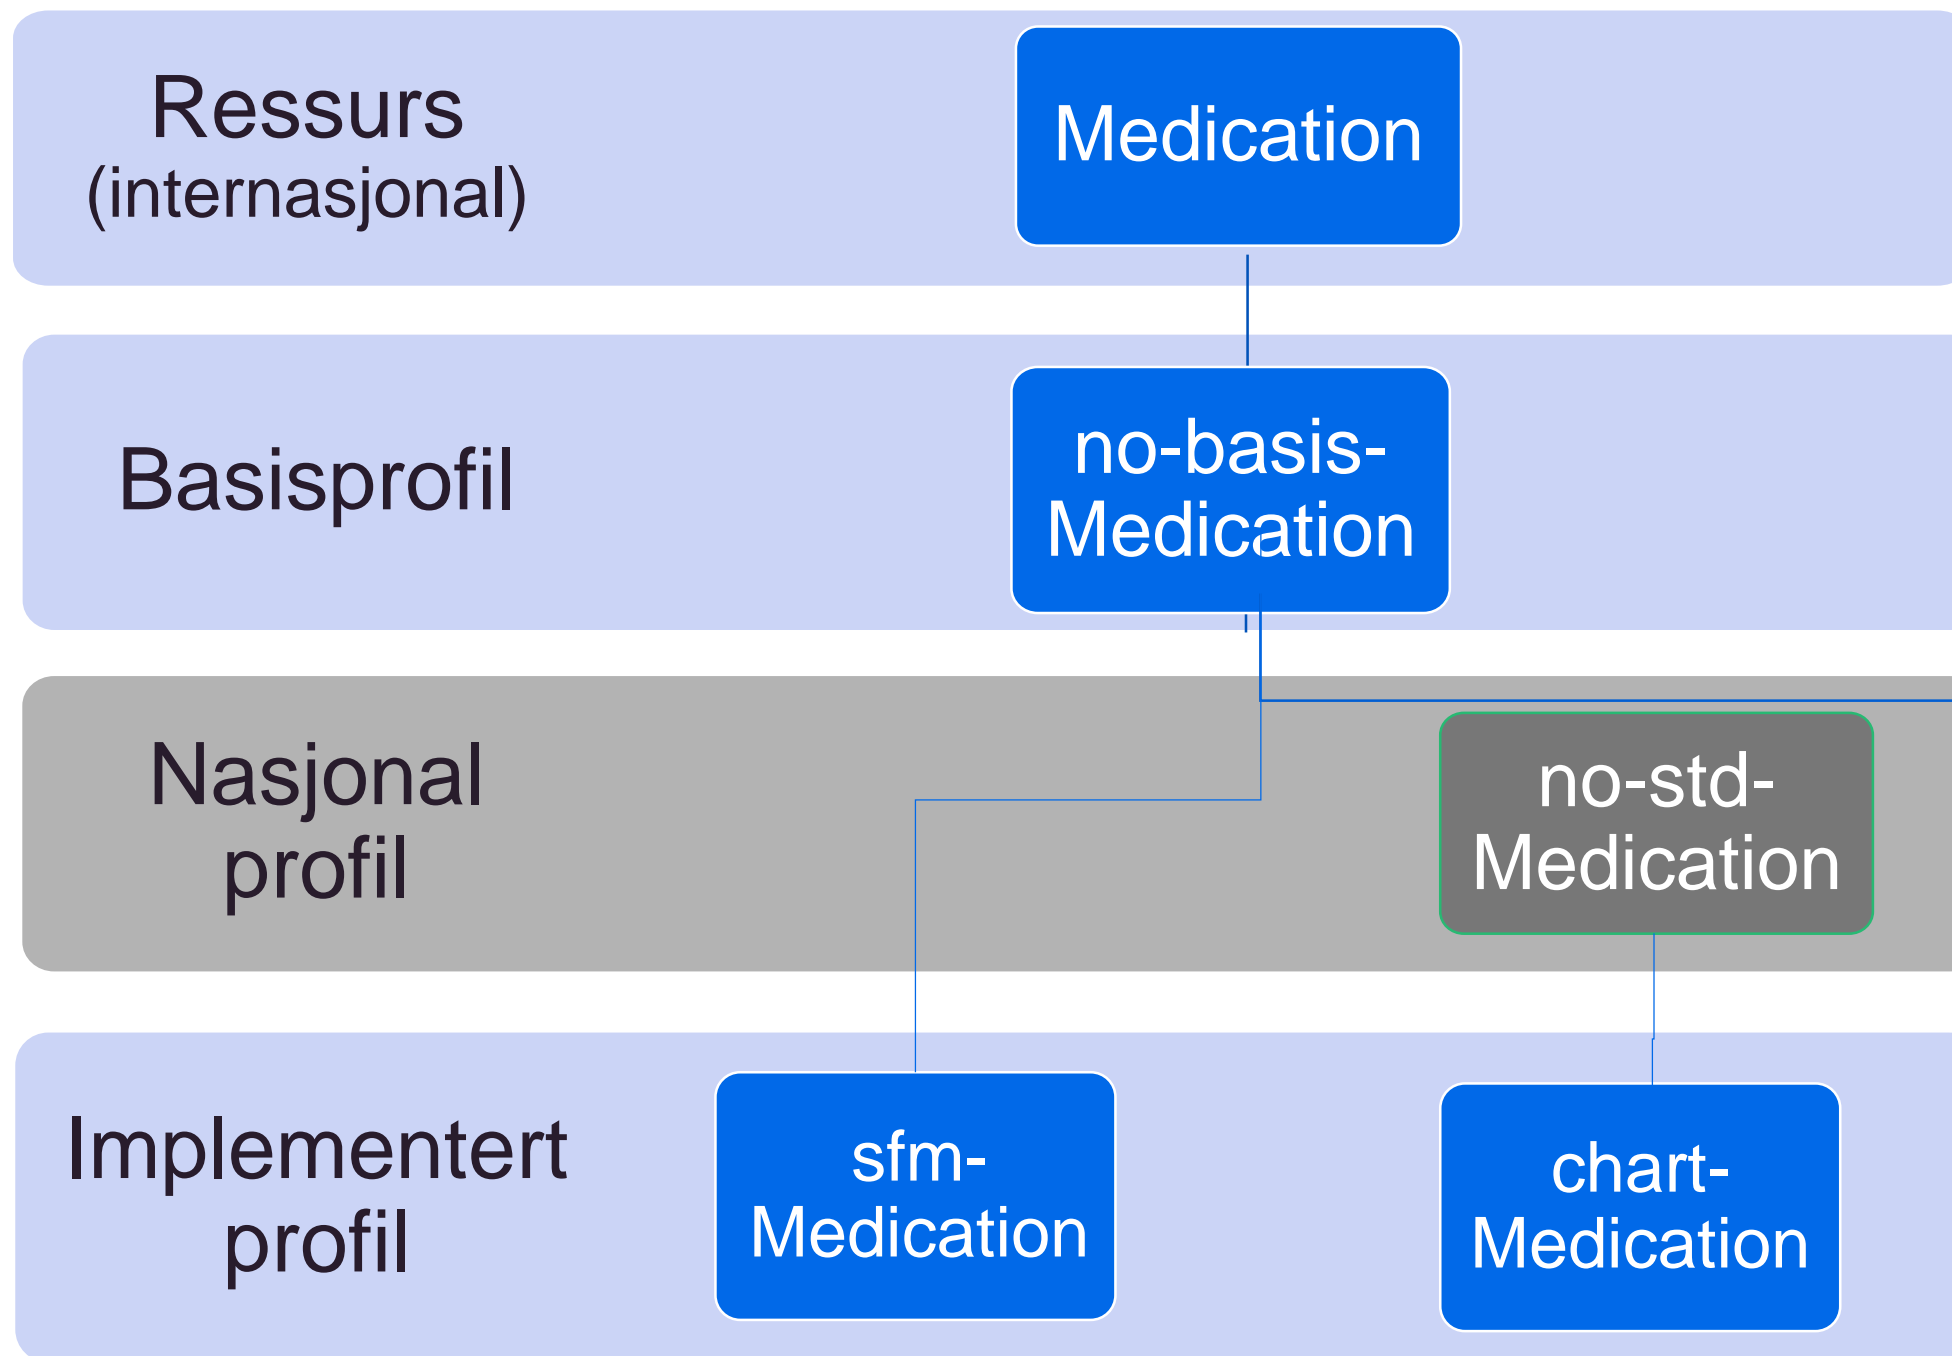 Ressurs
(internasjonal)
Medication
Basisprofil
no-basis-
Medication
Nasjonal
profil
no-std-
Medication
Implementert
profil
sfm-
Medication
chart-
Medication